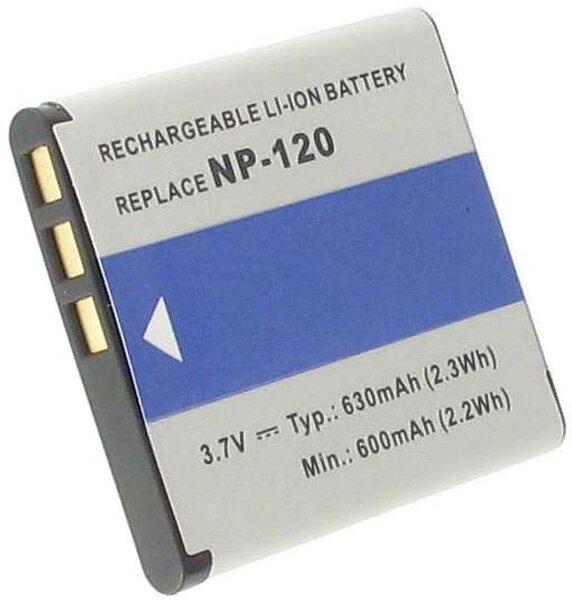 RECHARGEABLE LI-ION BATTERY
REPLACE NP-120
3.7V ⎓ Typ.: 630mAh (2.3Wh)
Min.: 600mAh (2.2Wh)